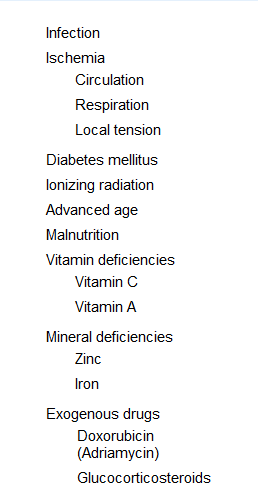 Infection
Ischemia
Circulation
Respiration
Local tension
Diabetes mellitus
Ionizing radiation
Advanced age
Malnutrition
Vitamin deficiencies
Vitamin C
Vitamin A
Mineral deficiencies
Zinc
Iron
Exogenous drugs
Doxorubicin
(Adriamycin)
Glucocorticosteroids